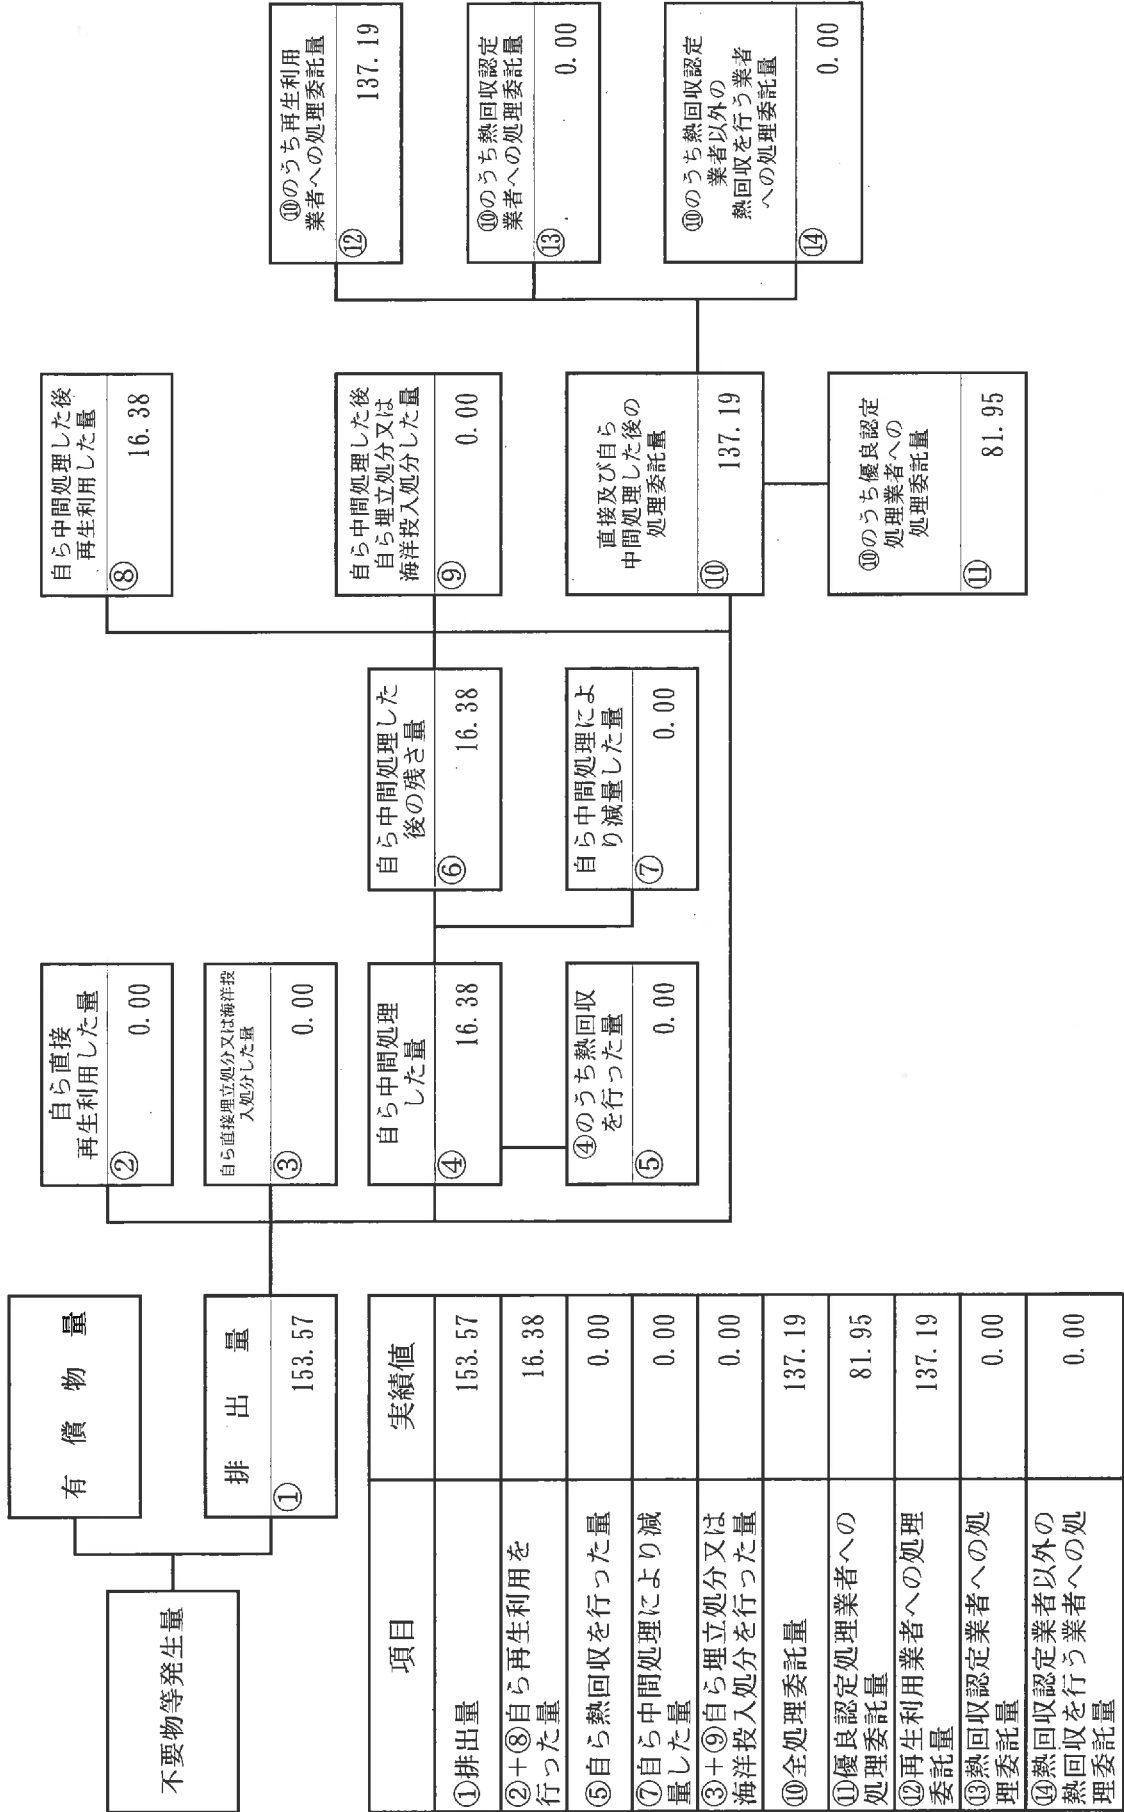 不要物等発生量
有償物量
排出量
①
153.57
自ら直接
再生利用した量
②
0.00
自ら直接埋立処分又は海洋投
入処分した量
③
0.00
自ら中間処理
した量
④
16.38
④のうち熱回収
を行った量
⑤
0.00
自ら中間処理した
後の残さ量
⑥
16.38
自ら中間処理によ
り減量した量
⑦
0.00
自ら中間処理した後
再生利用した量
⑧
16.38
自ら中間処理した後
自ら埋立処分又は
海洋投入処分した量
⑨
0.00
直接及び自ら
中間処理した後の
処理委託量
⑩
137.19
⑩のうち優良認定
処理業者への
処理委託量
⑪
81.95
⑩のうち再生利用
業者への処理委託量
⑫
137.19
⑩のうち熱回収認定
業者への処理委託量
⑬
0.00
⑩のうち熱回収認定
業者以外の
熱回収を行う業者
への処理委託量
⑭
0.00
項目
実績値
①排出量
153.57
②+⑧自ら再生利用を
行った量
16.38
⑤自ら熱回収を行った量
0.00
⑦自ら中間処理により減
量した量
0.00
③+⑨自ら埋立処分又は
海洋投入処分を行った量
0.00
⑩全処理委託量
137.19
⑪優良認定処理業者への
処理委託量
81.95
⑫再生利用業者への処理
委託量
137.19
⑬熱回収認定業者への処
理委託量
0.00
⑭熱回収認定業者以外の
熱回収を行う業者への処
理委託量
0.00